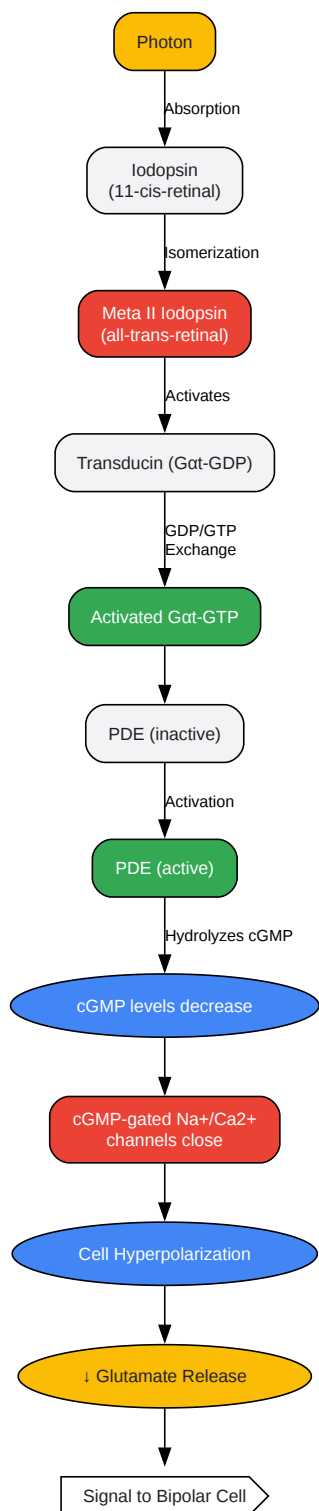 Photon
Absorption
Iodopsin
(11-cis-retinal)
Isomerization
Meta II Iodopsin
(all-trans-retinal)
Activates
Transducin (Gαt-GDP)
GDP/GTP
Exchange
Activated Gαt-GTP
PDE (inactive)
Activation
PDE (active)
Hydrolyzes cGMP
cGMP levels decrease
cGMP-gated Na+/Ca2+
channels close
Cell Hyperpolarization
↓ Glutamate Release
Signal to Bipolar Cell